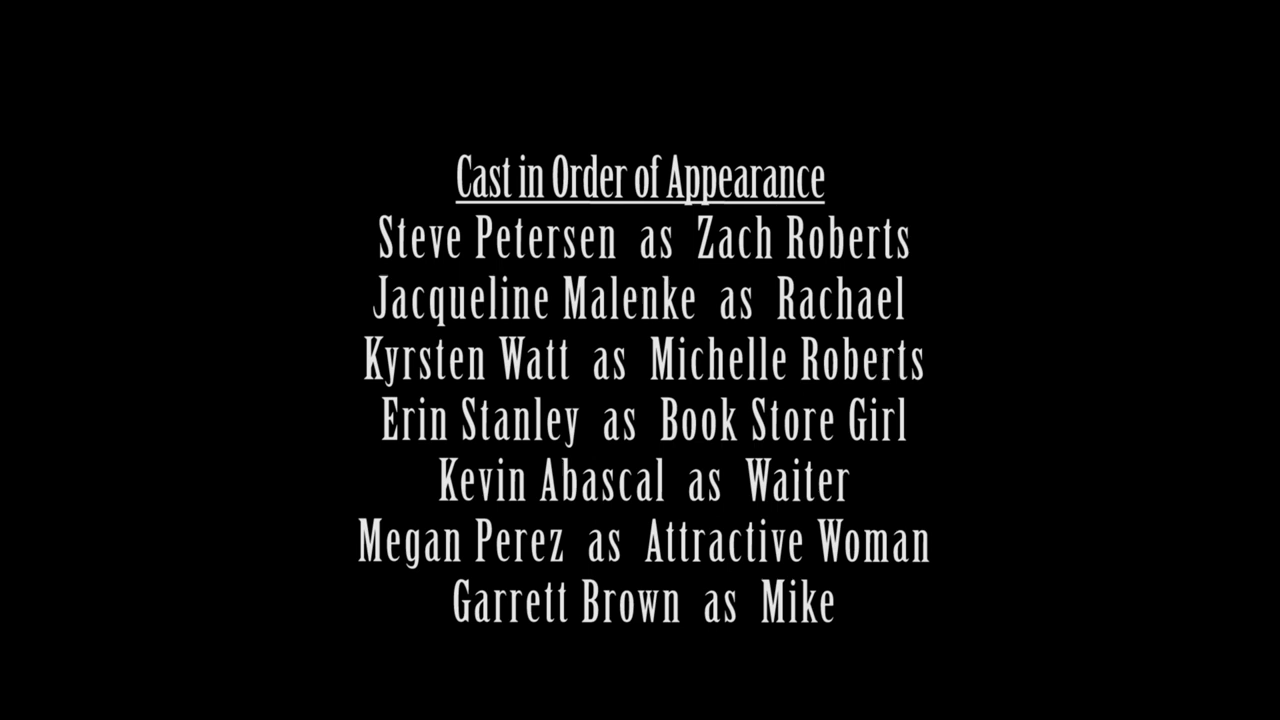 Cast in Order of Appearance
Steve Petersen as Zach Roberts
Jacqueline Malenke as Rachael
Kyrsten Watt as Michelle Roberts
Erin Stanley as Book Store Girl
Kevin Abascal as Waiter
Megan Perez as Attractive Woman
Garrett Brown as Mike